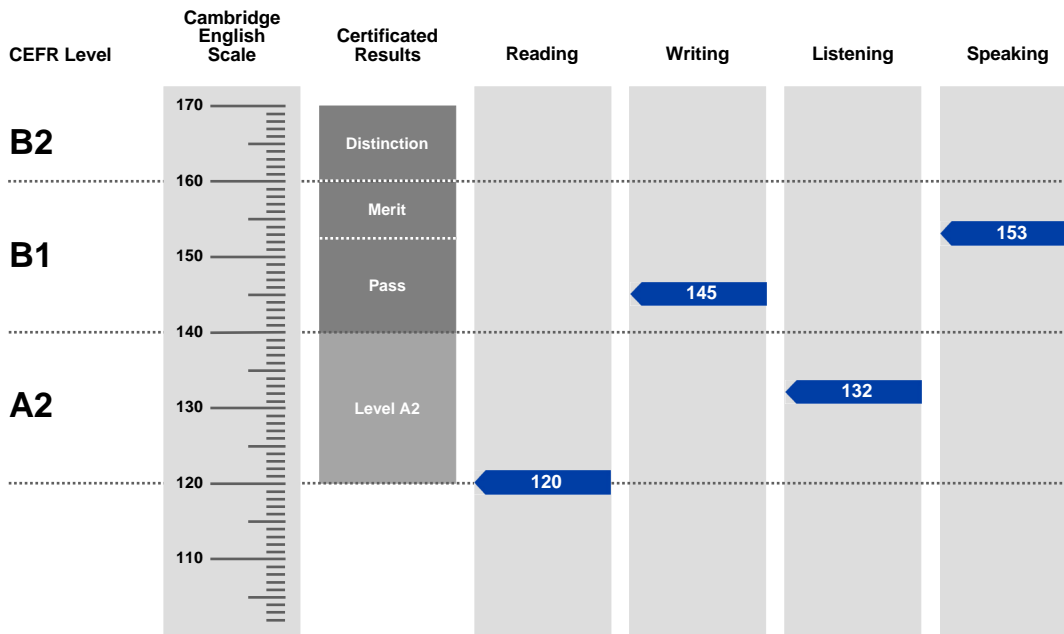 CEFR Level
Cambridge
English
Scale
Certificated
Results
Reading
Writing
Listening
Speaking
170
B2
Distinction
160
Merit
153
B1
150
Pass
145
140
132
A2
130
Level A2
120
120
110